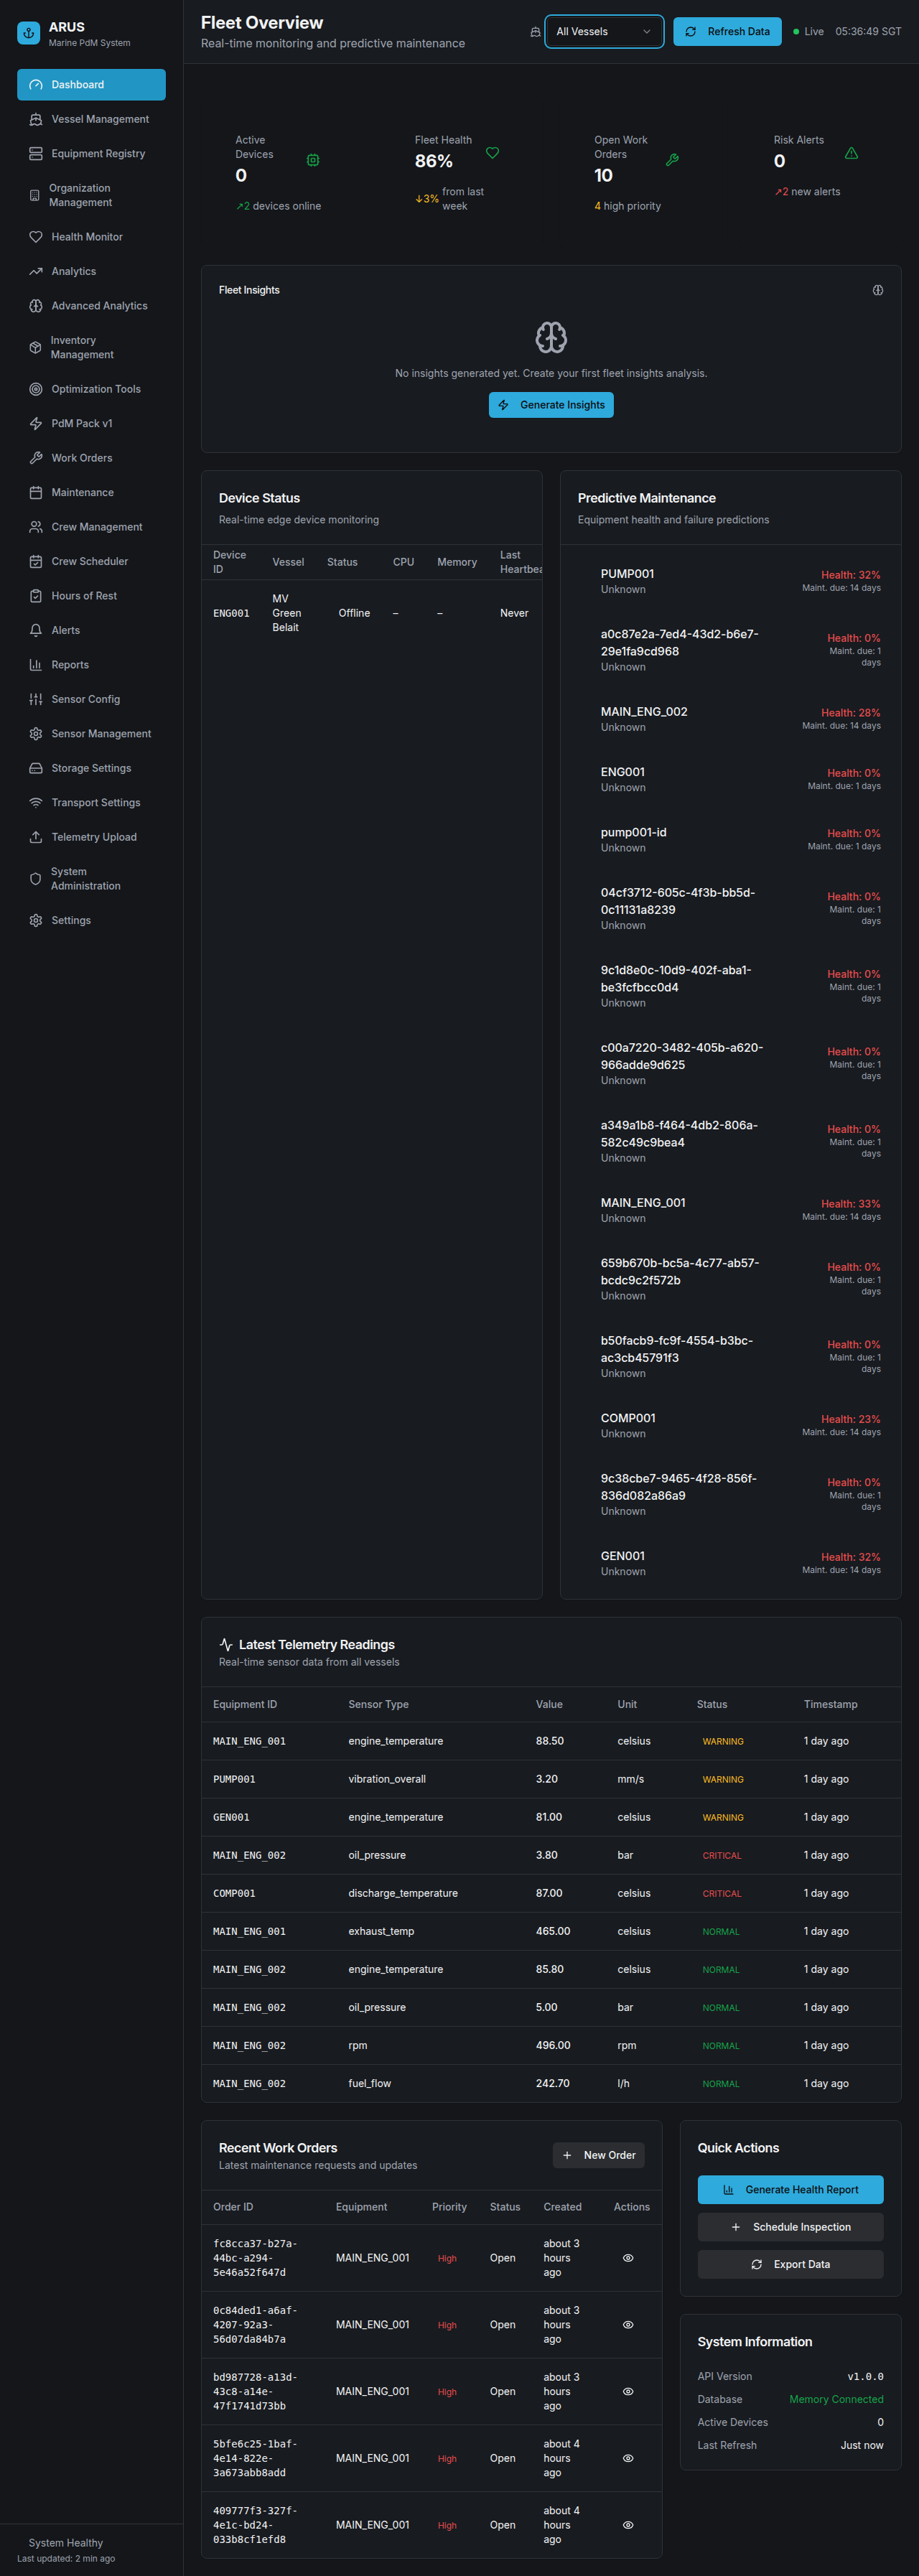 ARUS
Marine PdM System
Dashboard
Vessel Management
Equipment Registry
Organization
Management
Health Monitor
Analytics
Advanced Analytics
Inventory
Management
Optimization Tools
PdM Pack v1
Work Orders
Maintenance
Crew Management
Crew Scheduler
Hours of Rest
Alerts
Reports
Sensor Config
Sensor Management
Storage Settings
Transport Settings
Telemetry Upload
System
Administration
Settings
System Healthy
Last updated: 2 min ago
Fleet Overview
Real-time monitoring and predictive maintenance
All Vessels
Refresh Data
Live 05:36:49 SGT
Active
Devices
0
↗2 devices online
Fleet Health
86%
↓3% from last
week
Open Work
Orders
10
4 high priority
Risk Alerts
0
↗2 new alerts
Fleet Insights
No insights generated yet. Create your first fleet insights analysis.
Generate Insights
Device Status
Real-time edge device monitoring
Device
ID Vessel Status CPU Memory Last
Heartbea
ENG001 MV
Green
Belait Offline – – Never
Predictive Maintenance
Equipment health and failure predictions
PUMP001 Health: 32%
Unknown Maint. due: 14 days
a0c87e2a-7ed4-43d2-b6e7- Health: 0%
29e1fa9cd968 Maint. due: 1
Unknown days
MAIN_ENG_002 Health: 28%
Unknown Maint. due: 14 days
ENG001 Health: 0%
Unknown Maint. due: 1 days
pump001-id Health: 0%
Unknown Maint. due: 1 days
04cf3712-605c-4f3b-bb5d- Health: 0%
0c11131a8239 Maint. due: 1
Unknown days
9c1d8e0c-10d9-402f-aba1- Health: 0%
be3fcfbcc0d4 Maint. due: 1
Unknown days
c00a7220-3482-405b-a620- Health: 0%
966adde9d625 Maint. due: 1
Unknown days
a349a1b8-f464-4db2-806a- Health: 0%
582c49c9bea4 Maint. due: 1
Unknown days
MAIN_ENG_001 Health: 33%
Unknown Maint. due: 14 days
659b670b-bc5a-4c77-ab57- Health: 0%
bcdc9c2f572b Maint. due: 1
Unknown days
b50facb9-fc9f-4554-b3bc- Health: 0%
ac3cb45791f3 Maint. due: 1
Unknown days
COMP001 Health: 23%
Unknown Maint. due: 14 days
9c38cbe7-9465-4f28-856f- Health: 0%
836d082a86a9 Maint. due: 1
Unknown days
GEN001 Health: 32%
Unknown Maint. due: 14 days
Latest Telemetry Readings
Real-time sensor data from all vessels
Equipment ID Sensor Type Value Unit Status Timestamp
MAIN_ENG_001 engine_temperature 88.50 celsius WARNING 1 day ago
PUMP001 vibration_overall 3.20 mm/s WARNING 1 day ago
GEN001 engine_temperature 81.00 celsius WARNING 1 day ago
MAIN_ENG_002 oil_pressure 3.80 bar CRITICAL 1 day ago
COMP001 discharge_temperature 87.00 celsius CRITICAL 1 day ago
MAIN_ENG_001 exhaust_temp 465.00 celsius NORMAL 1 day ago
MAIN_ENG_002 engine_temperature 85.80 celsius NORMAL 1 day ago
MAIN_ENG_002 oil_pressure 5.00 bar NORMAL 1 day ago
MAIN_ENG_002 rpm 496.00 rpm NORMAL 1 day ago
MAIN_ENG_002 fuel_flow 242.70 l/h NORMAL 1 day ago
Recent Work Orders
Latest maintenance requests and updates
New Order
Order ID Equipment Priority Status Created Actions
fc8cca37-b27a- about 3
44bc-a294- MAIN_ENG_001 High Open hours
5e46a52f647d ago
0c84ded1-a6af- about 3
4207-92a3- MAIN_ENG_001 High Open hours
56d07da84b7a ago
bd987728-a13d- about 3
43c8-a14e- MAIN_ENG_001 High Open hours
47f1741d73bb ago
5bfe6c25-1baf- about 4
4e14-822e- MAIN_ENG_001 High Open hours
3a673abb8add ago
409777f3-327f- about 4
4e1c-bd24- MAIN_ENG_001 High Open hours
033b8cf1efd8 ago
Quick Actions
Generate Health Report
Schedule Inspection
Export Data
System Information
API Version v1.0.0
Database Memory Connected
Active Devices 0
Last Refresh Just now